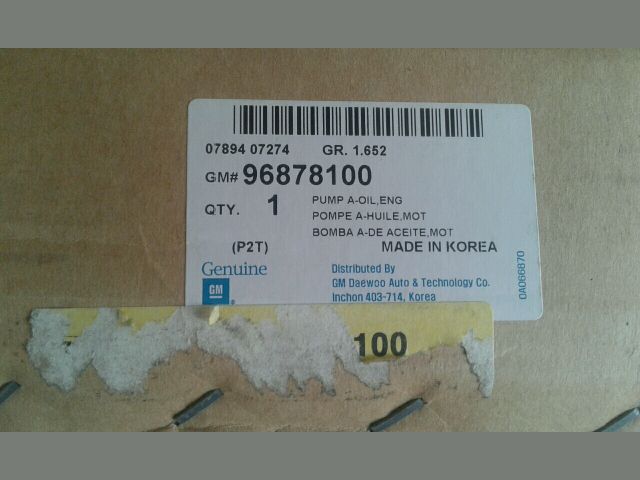 07894 07274 GR. 1.652
GM# 96878100
QTY. 1 PUMP A-OIL,ENG
POMPE A-HUILE,MOT
BOMBA A-DE ACEITE,MOT
(P2T) MADE IN KOREA
Genuine
GM
Distributed By
GM Daewoo Auto & Technology Co.
Inchon 403-714, Korea
0A066870
100